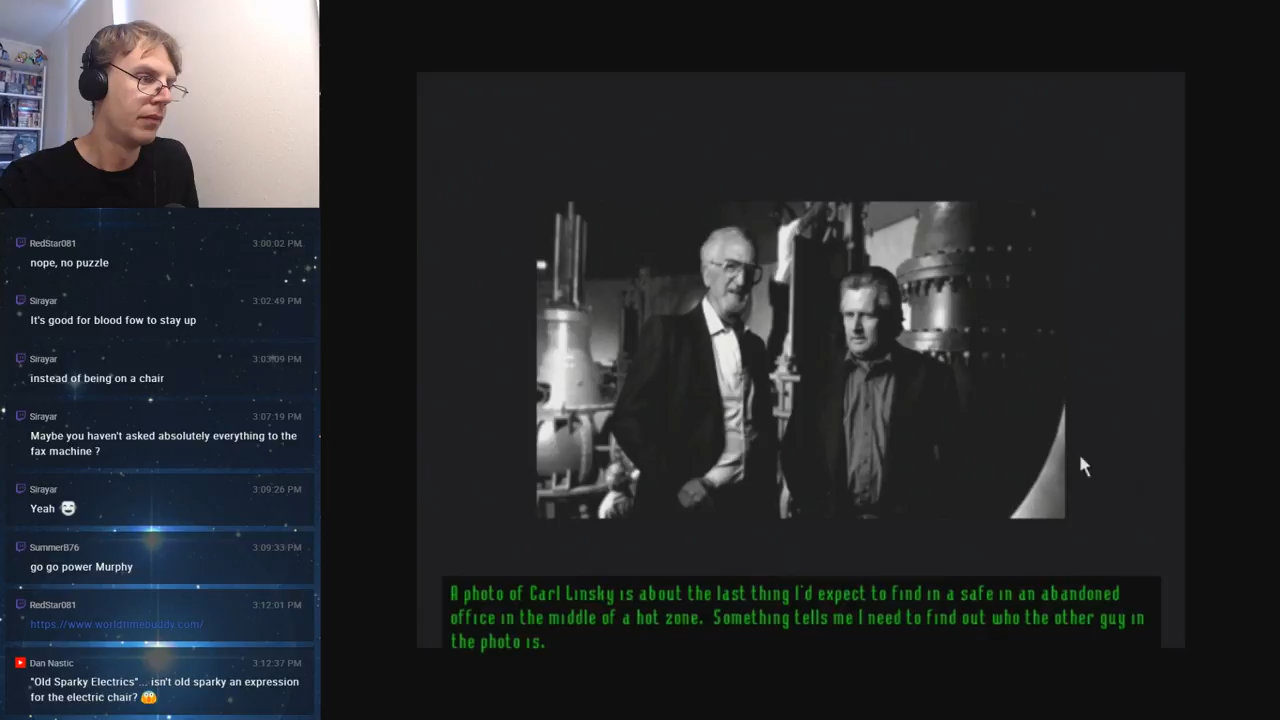 RedStar081 3:00:02 PM
nope, no puzzle
Sirayar 3:02:49 PM
It's good for blood fow to stay up
Sirayar 3:03:09 PM
instead of being on a chair
Sirayar 3:07:19 PM
Maybe you haven't asked absolutely everything to the
fax machine ?
Sirayar 3:09:26 PM
Yeah
SummerB76 3:09:33 PM
go go power Murphy
RedStar081 3:12:01 PM
https://www.worldtimebuddy.com/
Dan Nastic 3:12:37 PM
"Old Sparky Electrics"... isn't old sparky an expression
for the electric chair?
A photo of Carl Linsky is about the last thing I'd expect to find in a safe in an abandoned
office in the middle of a hot zone. Something tells me I need to find out who the other guy in
the photo is.